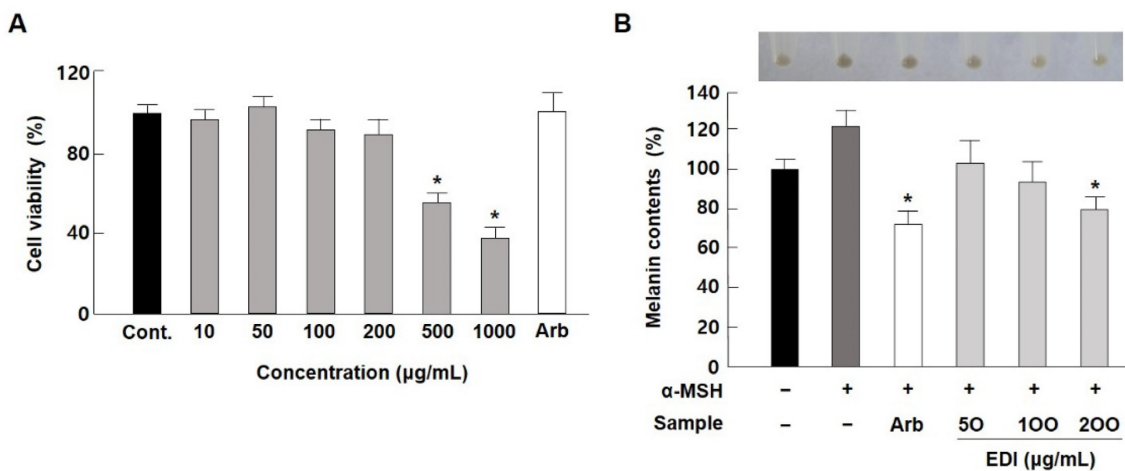 A
120
80
40
0
Cell viability (%)
*
*
Cont. 10 50 100 200 500 1000 Arb
Concentration (µg/mL)
B
140
120
100
80
60
40
20
0
Melanin contents (%)
*
*
α-MSH – + + + + +
Sample – – Arb 50 100 200
EDI (µg/mL)